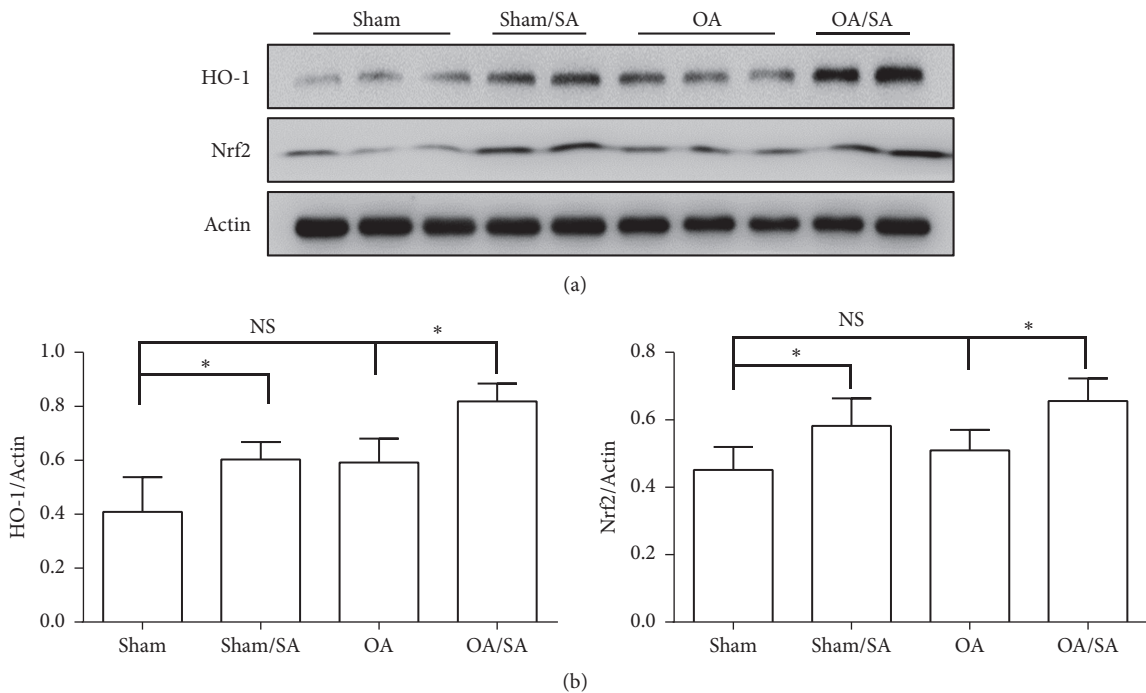 Sham Sham/SA OA OA/SA
HO-1
Nrf2
Actin
(a)
NS
*
*
1.0
0.8
0.6
0.4
0.2
0.0
HO-1/Actin
Sham Sham/SA OA OA/SA
NS
*
*
0.8
0.6
0.4
0.2
0.0
Nrf2/Actin
Sham Sham/SA OA OA/SA
(b)